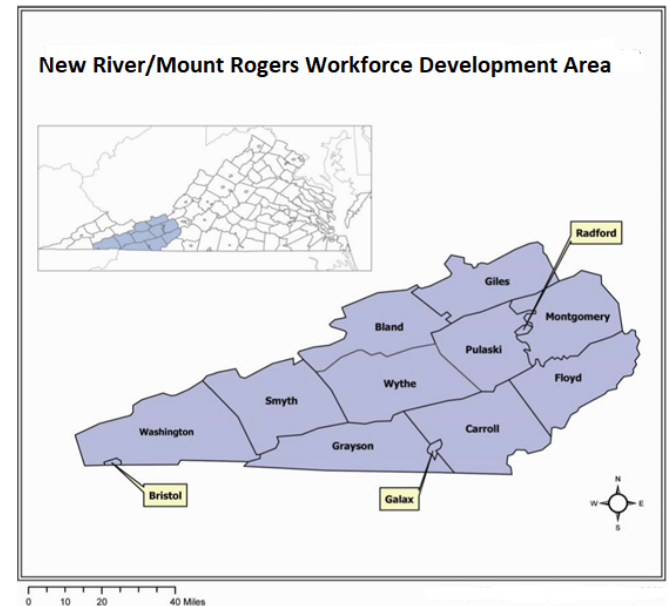 New River/Mount Rogers Workforce Development Area
Radford
Giles
Montgomery
Bland
Pulaski
Floyd
Wythe
Smyth
Carroll
Washington
Grayson
Bristol
Galax
N
W E
S
0 10 20 40 Miles